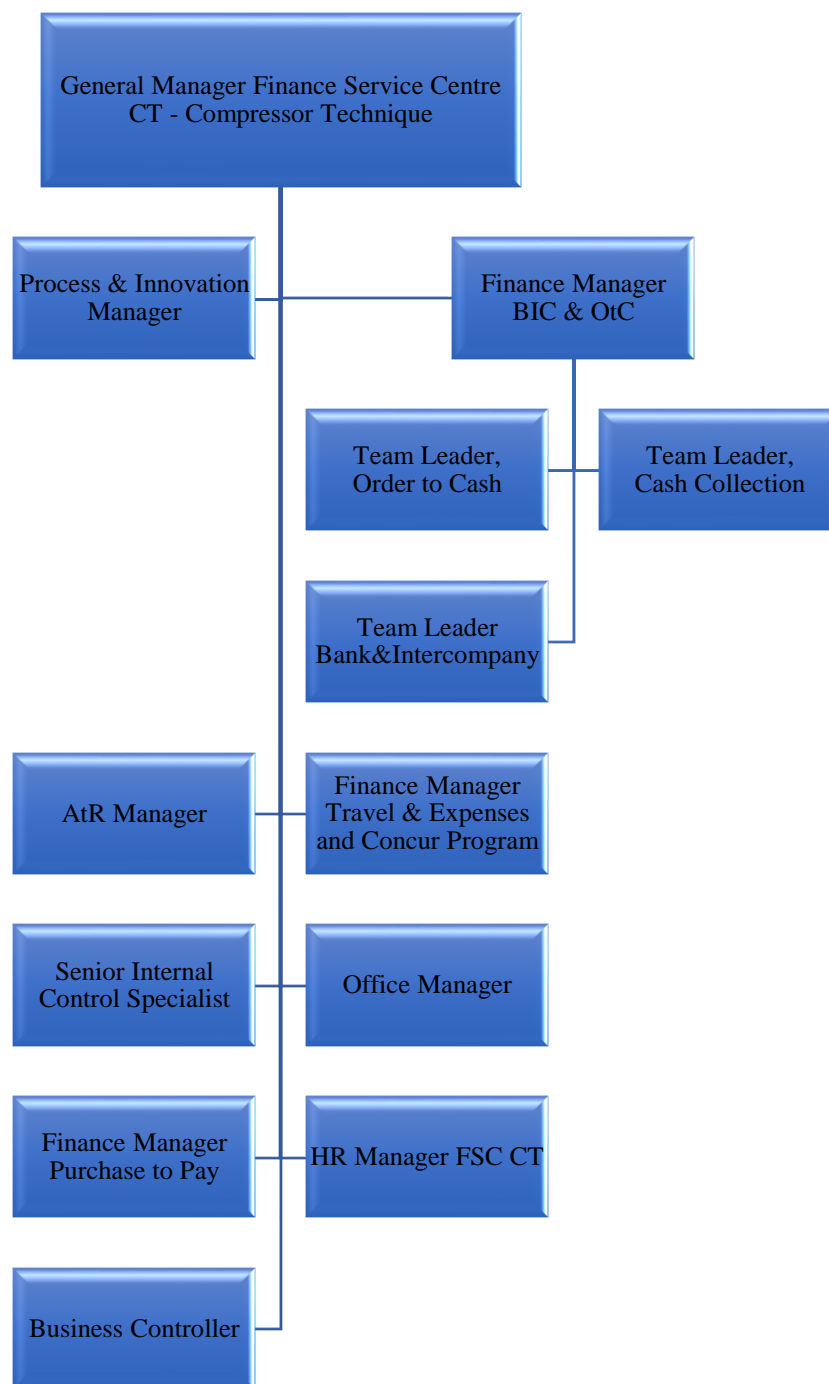 General Manager Finance Service Centre
CT - Compressor Technique
Process & Innovation
Manager
Finance Manager
BIC & OtC
Team Leader,
Order to Cash
Team Leader,
Cash Collection
Team Leader
Bank&Intercompany
AtR Manager
Finance Manager
Travel & Expenses
and Concur Program
Senior Internal
Control Specialist
Office Manager
Finance Manager
Purchase to Pay
HR Manager FSC CT
Business Controller